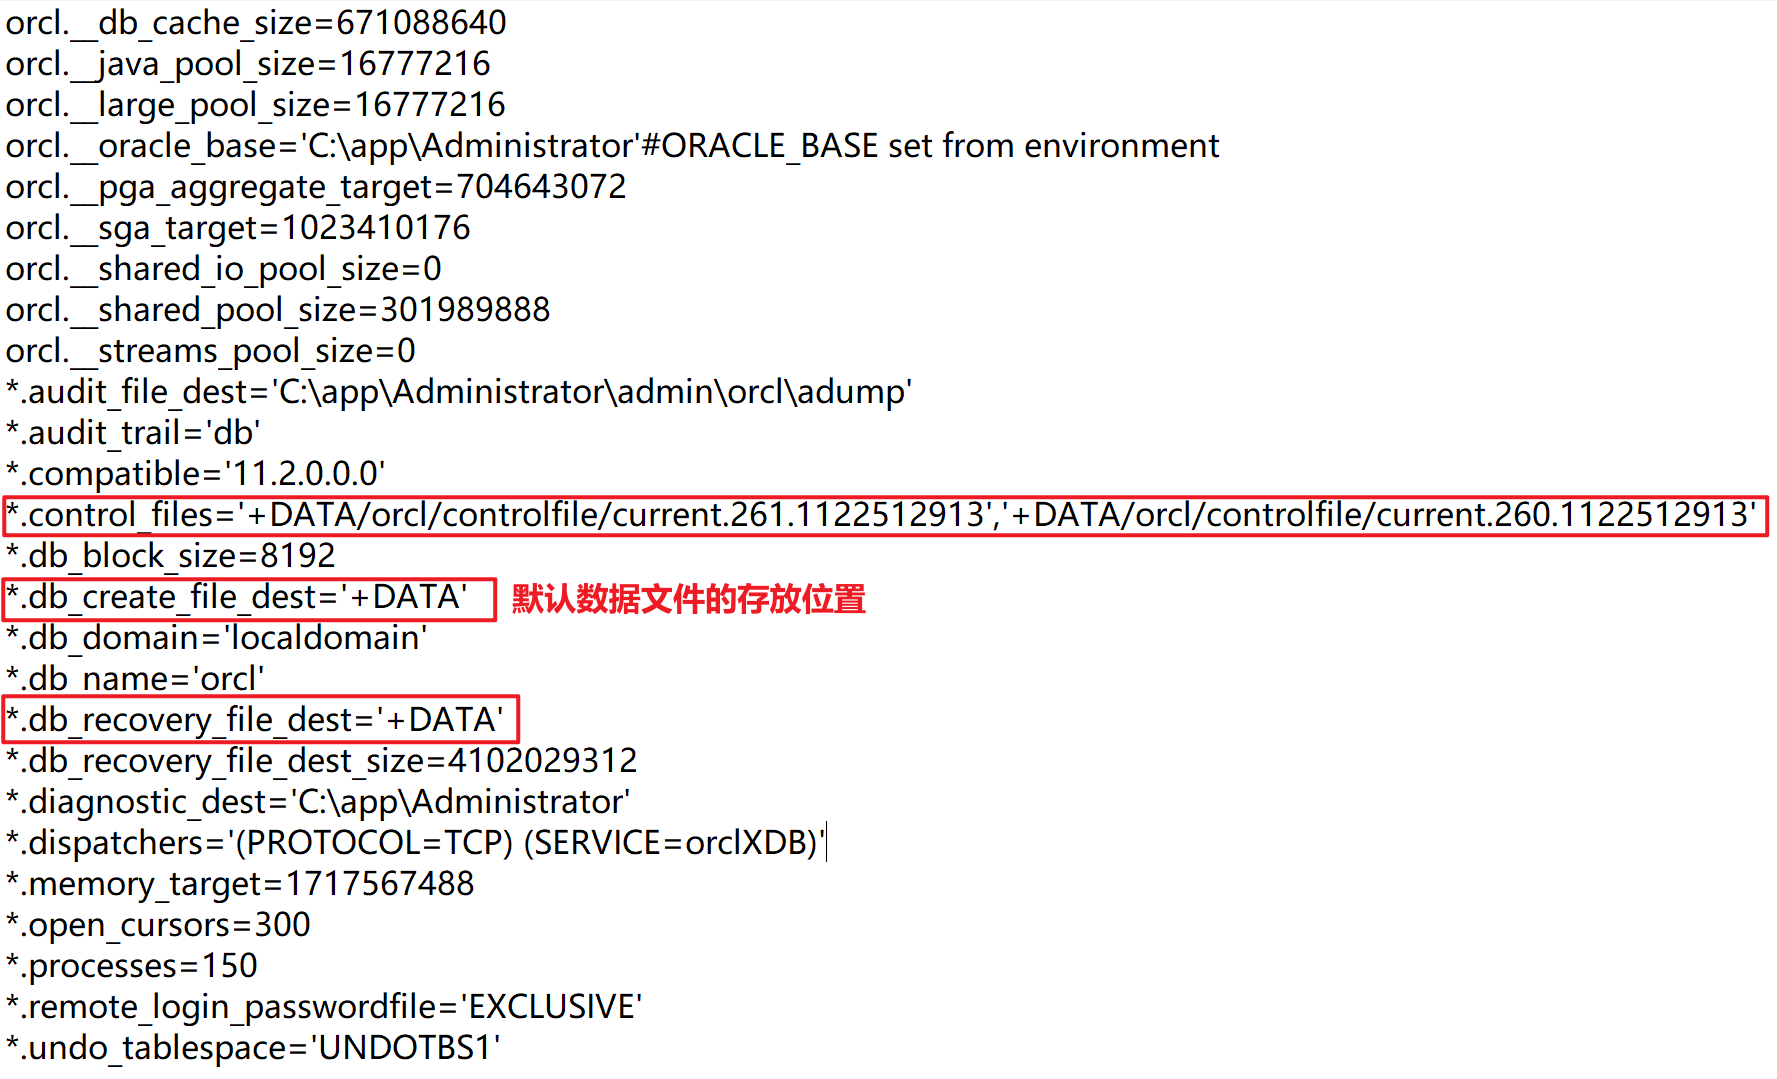 orcl.__db_cache_size=671088640
orcl.__java_pool_size=16777216
orcl.__large_pool_size=16777216
orcl.__oracle_base='C:\app\Administrator'#ORACLE_BASE set from environment
orcl.__pga_aggregate_target=704643072
orcl.__sga_target=1023410176
orcl.__shared_io_pool_size=0
orcl.__shared_pool_size=301989888
orcl.__streams_pool_size=0
*.audit_file_dest='C:\app\Administrator\admin\orcl\adump'
*.audit_trail='db'
*.compatible='11.2.0.0.0'
*.control_files='+DATA/orcl/controlfile/current.261.1122512913','+DATA/orcl/controlfile/current.260.1122512913'
*.db_block_size=8192
*.db_create_file_dest='+DATA' 默认数据文件的存放位置
*.db_domain='localdomain'
*.db_name='orcl'
*.db_recovery_file_dest='+DATA'
*.db_recovery_file_dest_size=4102029312
*.diagnostic_dest='C:\app\Administrator'
*.dispatchers='(PROTOCOL=TCP) (SERVICE=orclXDB)'
*.memory_target=1717567488
*.open_cursors=300
*.processes=150
*.remote_login_passwordfile='EXCLUSIVE'
*.undo_tablespace='UNDOTBS1'